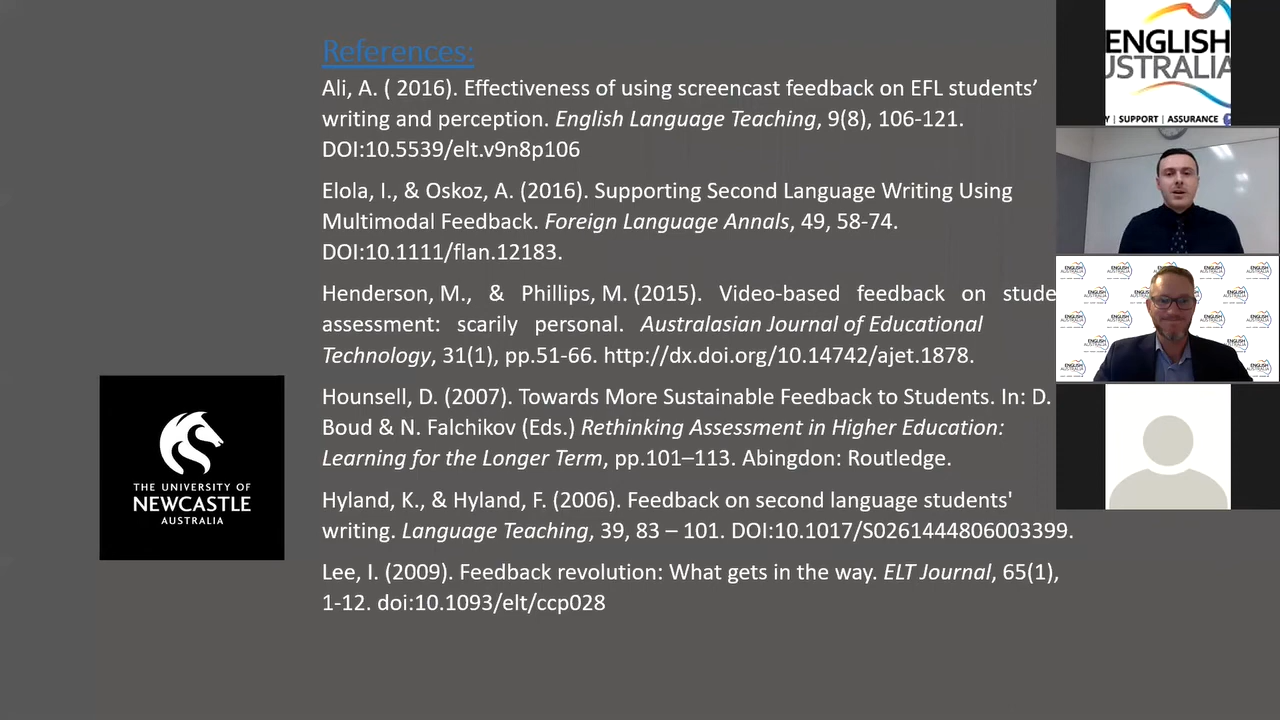 References:
Ali, A. ( 2016). Effectiveness of using screencast feedback on EFL students’
writing and perception. English Language Teaching, 9(8), 106-121.
DOI:10.5539/elt.v9n8p106
Elola, I., & Oskoz, A. (2016). Supporting Second Language Writing Using
Multimodal Feedback. Foreign Language Annals, 49, 58-74.
DOI:10.1111/flan.12183.
Henderson, M., & Phillips, M. (2015). Video-based feedback on stude
assessment: scarily personal. Australasian Journal of Educational
Technology, 31(1), pp.51-66. http://dx.doi.org/10.14742/ajet.1878.
Hounsell, D. (2007). Towards More Sustainable Feedback to Students. In: D.
Boud & N. Falchikov (Eds.) Rethinking Assessment in Higher Education:
Learning for the Longer Term, pp.101–113. Abingdon: Routledge.
Hyland, K., & Hyland, F. (2006). Feedback on second language students'
writing. Language Teaching, 39, 83 – 101. DOI:10.1017/S0261444806003399.
Lee, I. (2009). Feedback revolution: What gets in the way. ELT Journal, 65(1),
1-12. doi:10.1093/elt/ccp028
THE UNIVERSITY OF
NEWCASTLE
AUSTRALIA
ENGLISH
USTRALIA
Y | SUPPORT | ASSURANCE
ENGLISH
AUSTRALIA